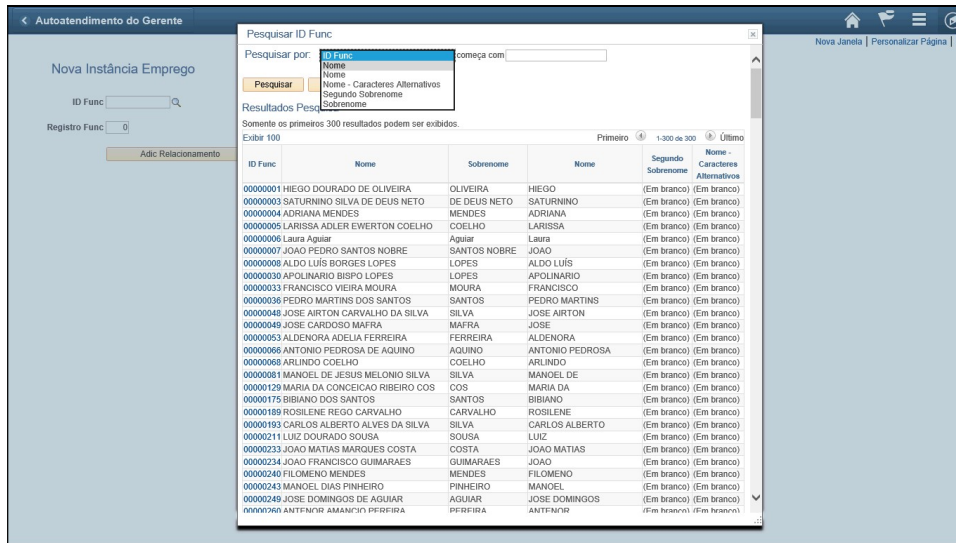 Autoatendimento do Gerente
Nova Janela | Personalizar Página |
Nova Instância Emprego
ID Func
Registro Func 0
Adic Relacionamento
Pesquisar ID Func
Pesquisar por: ID Func começa com
ID Func
Nome
Nome
Nome - Caracteres Alternativos
Segundo Sobrenome
Sobrenome
Pesquisar
Resultados
Somente os primeiros 300 resultados podem ser exibidos.
Exibir 100 Primeiro 1-300 de 300 Último
ID Func Nome Sobrenome Nome Segundo Sobrenome Nome - Caracteres Alternativos
00000001 HIEGO DOURADO DE OLIVEIRA OLIVEIRA HIEGO (Em branco) (Em branco)
00000003 SATURNINO SILVA DE DEUS NETO DE DEUS NETO SATURNINO (Em branco) (Em branco)
00000004 ADRIANA MENDES MENDES ADRIANA (Em branco) (Em branco)
00000005 LARISSA ADLER EWERTON COELHO COELHO LARISSA (Em branco) (Em branco)
00000006 Laura Aguiar Aguiar Laura (Em branco) (Em branco)
00000007 JOAO PEDRO SANTOS NOBRE SANTOS NOBRE JOAO (Em branco) (Em branco)
00000008 ALDO LUÍS BORGES LOPES LOPES ALDO LUÍS (Em branco) (Em branco)
00000030 APOLINARIO BISPO LOPES LOPES APOLINARIO (Em branco) (Em branco)
00000033 FRANCISCO VIEIRA MOURA MOURA FRANCISCO (Em branco) (Em branco)
00000036 PEDRO MARTINS DOS SANTOS SANTOS PEDRO MARTINS (Em branco) (Em branco)
00000048 JOSE AIRTON CARVALHO DA SILVA SILVA JOSE AIRTON (Em branco) (Em branco)
00000049 JOSE CARDOSO MAFRA MAFRA JOSE (Em branco) (Em branco)
00000053 ALDENORA ADELIA FERREIRA FERREIRA ALDENORA (Em branco) (Em branco)
00000066 ANTONIO PEDROSA DE AQUINO AQUINO ANTONIO PEDROSA (Em branco) (Em branco)
00000068 ARLINDO COELHO COELHO ARLINDO (Em branco) (Em branco)
00000081 MANOEL DE JESUS MELONIO SILVA SILVA MANOEL DE (Em branco) (Em branco)
00000129 MARIA DA CONCEICAO RIBEIRO COS COS MARIA DA (Em branco) (Em branco)
00000175 BIBIANO DOS SANTOS SANTOS BIBIANO (Em branco) (Em branco)
00000189 ROSILENE REGO CARVALHO CARVALHO ROSILENE (Em branco) (Em branco)
00000193 CARLOS ALBERTO ALVES DA SILVA SILVA CARLOS ALBERTO (Em branco) (Em branco)
00000211 LUIZ DOURADO SOUSA SOUSA LUIZ (Em branco) (Em branco)
00000233 JOAO MATIAS MARQUES COSTA COSTA JOAO MATIAS (Em branco) (Em branco)
00000234 JOAO FRANCISCO GUIMARAES GUIMARAES JOAO (Em branco) (Em branco)
00000240 FILOMENO MENDES MENDES FILOMENO (Em branco) (Em branco)
00000243 MANOEL DIAS PINHEIRO PINHEIRO MANOEL (Em branco) (Em branco)
00000249 JOSE DOMINGOS DE AGUIAR AGUIAR JOSE DOMINGOS (Em branco) (Em branco)
00000260 ANTENOR AMANCIO PEREIRA PEREIRA ANTENOR (Em branco) (Em branco)